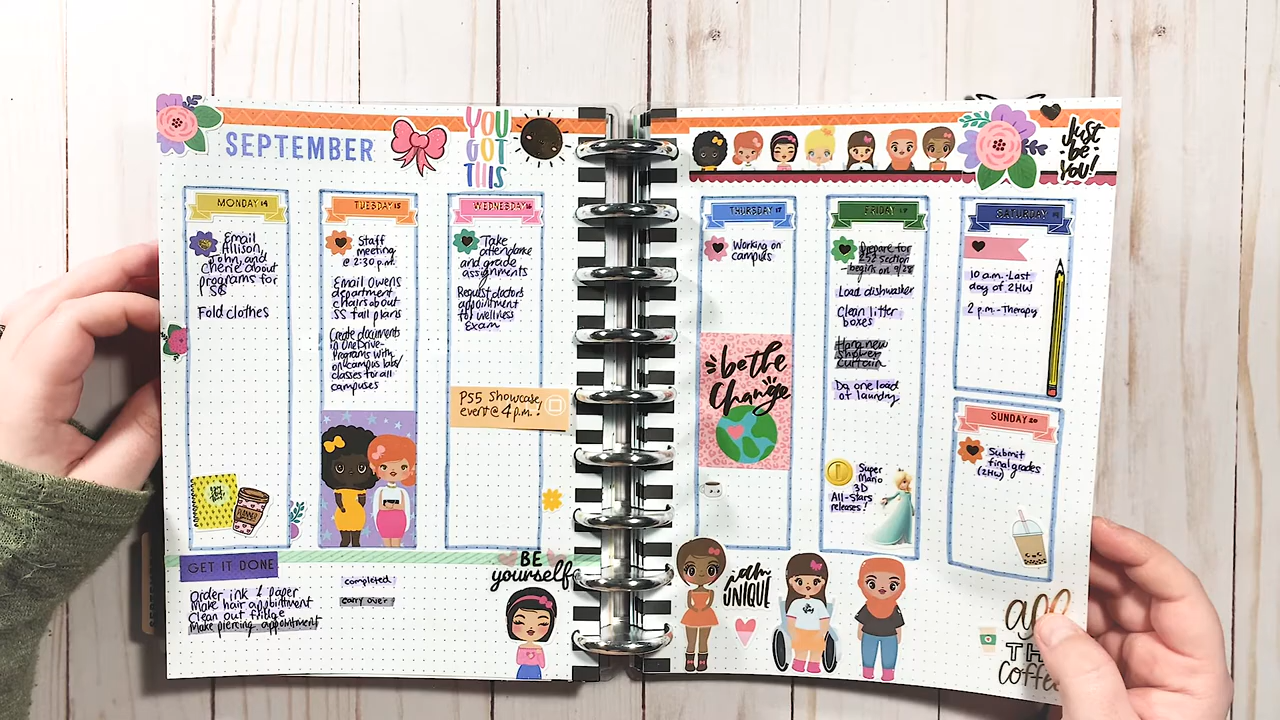 SEPTEMBER
YOU
GOT
THIS
MONDAY 14
Email
Allison,
John, and
Cherie about
programs for
Fold clothes
TUESDAY 15
Staff
meeting
@ 2:30 p.m.
Email Owens
department
chairs about
SS fall plans
Create documents
in OneDrive
programs with
on-campus labs/
classes for all
campuses
WEDNESDAY 16
Take
attendance
and grade
assignments
Request doctors
appointment
for wellness
Exam
PS5 Showcase
event @ 4 p.m.!
GET IT DONE
Order ink & paper
Make hair appointment
Clean out fridge
Make piercing appointment
completed
carry over
BE
yourself
Just
be
YOU!
THURSDAY 17
Working on
campus
be the
Change
FRIDAY 18
Prepare for
252 section
begins on 9/28
Load dishwasher
Clean litter
boxes
Hang new
shower
curtain
Do one load
of laundry
Super
Mario
3D
All-Stars
releases!
SATURDAY 19
10 a.m.-Last
day of 2HW
2 p.m.-Therapy
SUNDAY 20
Submit
final grades
(2HW)
i am
UNIQUE